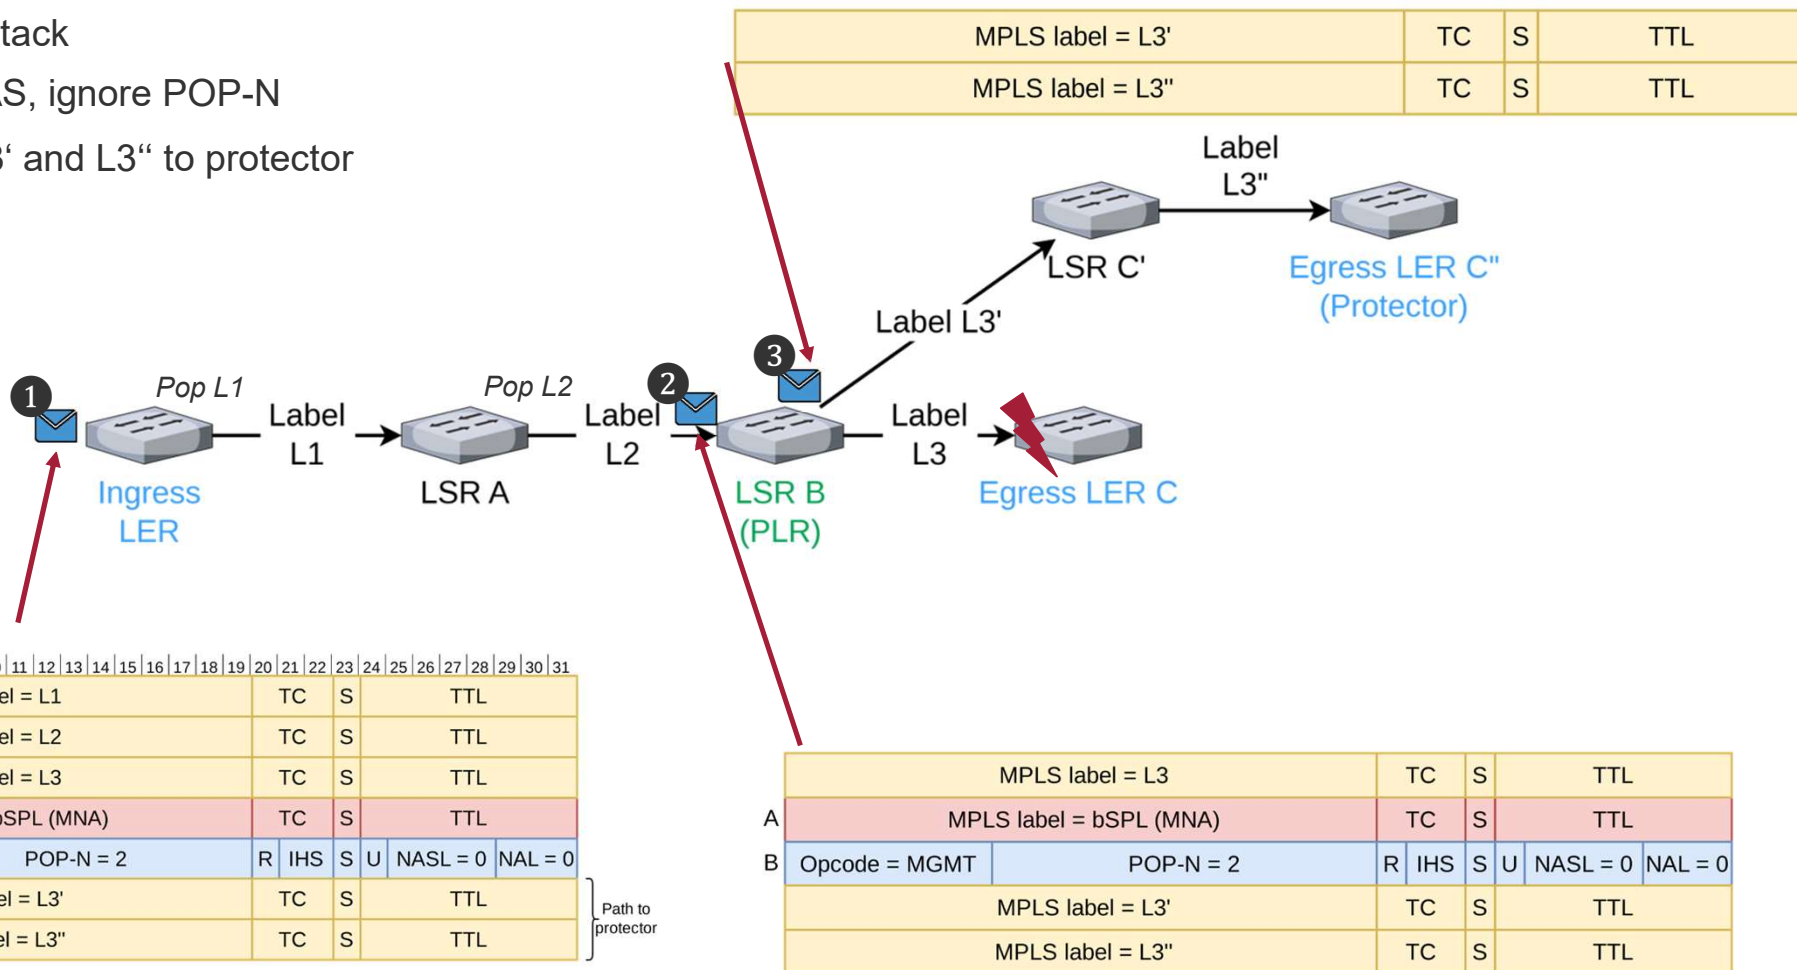 tack
S, ignore POP-N
‘ and L3‘‘ to protector
MPLS label = L3' TC S TTL
MPLS label = L3" TC S TTL
Label
L3"
LSR C'
Egress LER C"
(Protector)
Label L3'
3
1
Pop L1
Label
L1
Pop L2
2
Label
L2
Label
L3
Ingress
LER
LSR A
LSR B
(PLR)
Egress LER C
11 12 13 14 15 16 17 18 19 20 21 22 23 24 25 26 27 28 29 30 31
el = L1 TC S TTL
el = L2 TC S TTL
el = L3 TC S TTL
SPL (MNA) TC S TTL
POP-N = 2 R IHS S U NASL = 0 NAL = 0
el = L3' TC S TTL
el = L3" TC S TTL
Path to
protector
MPLS label = L3 TC S TTL
A MPLS label = bSPL (MNA) TC S TTL
B Opcode = MGMT POP-N = 2 R IHS S U NASL = 0 NAL = 0
MPLS label = L3' TC S TTL
MPLS label = L3" TC S TTL